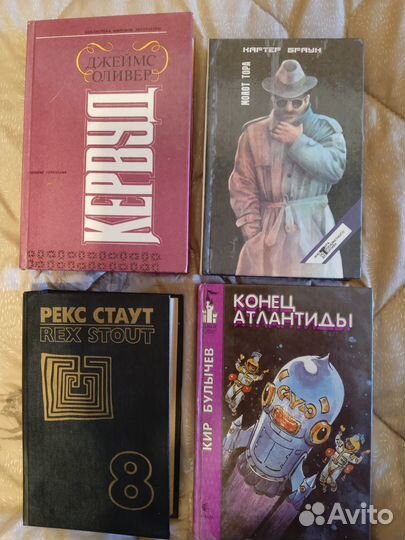 ДЖЕЙМС
ОЛИВЕР
КЕРВУД
КАРТЕР БРАУН
МОЛОТ ТОРА
РЕКС СТАУТ
REX STOUT
8
КОНЕЦ
АТЛАНТИДЫ
КИР БУЛЫЧЕВ
Avito